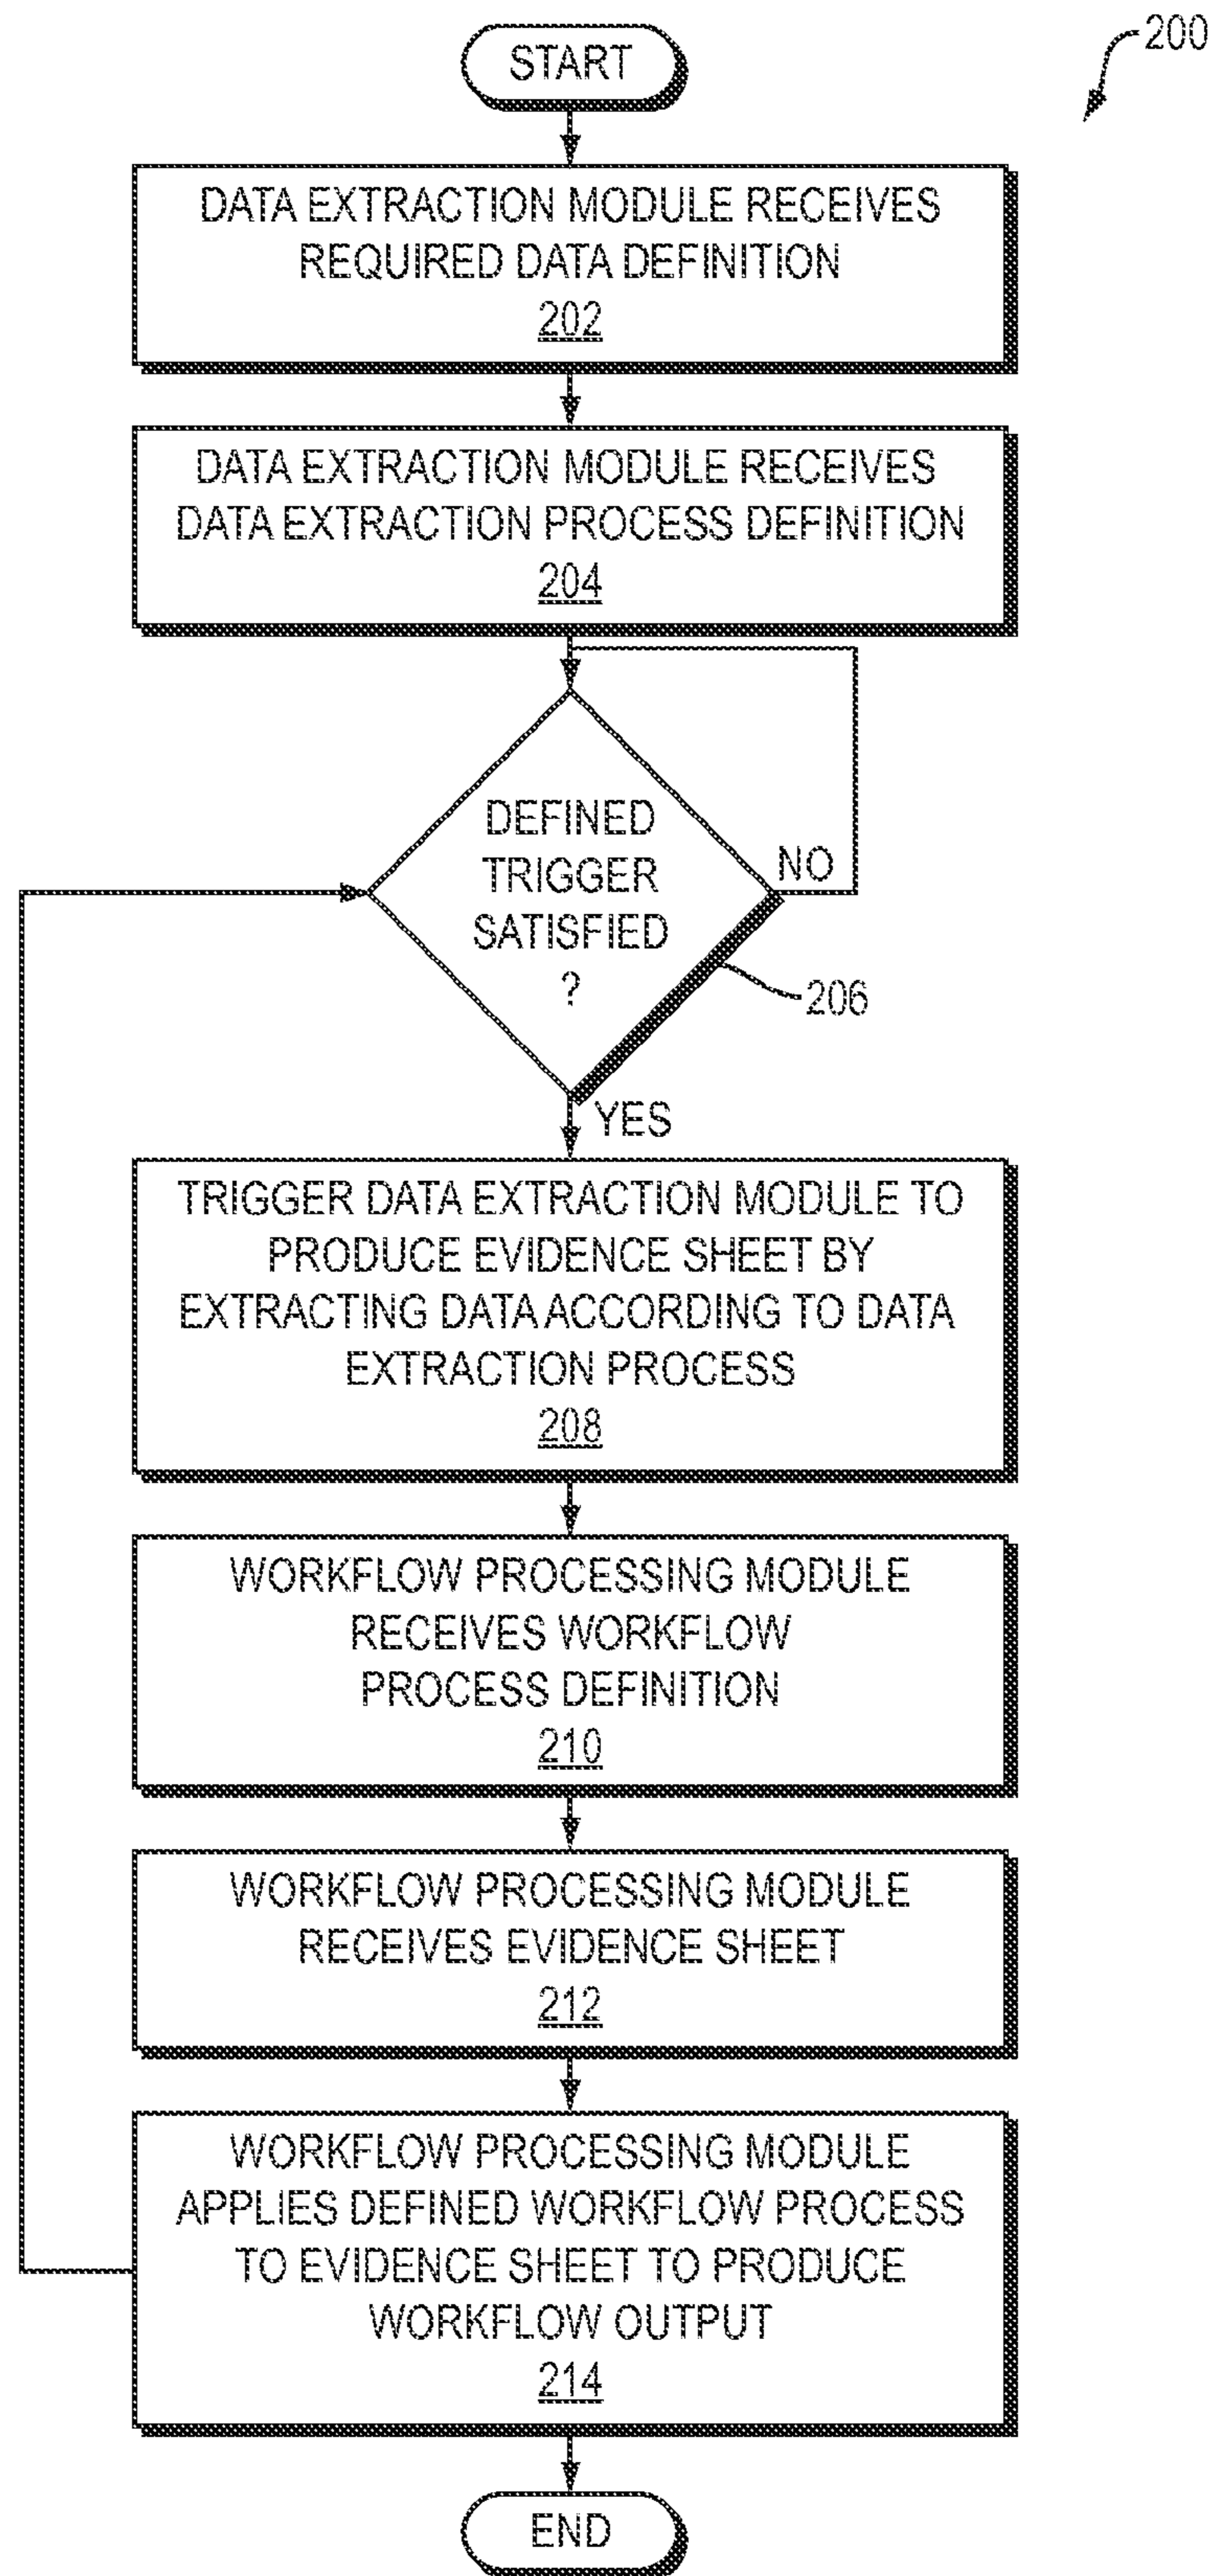 200
START
DATA EXTRACTION MODULE RECEIVES
REQUIRED DATA DEFINITION
202
DATA EXTRACTION MODULE RECEIVES
DATA EXTRACTION PROCESS DEFINITION
204
DEFINED
TRIGGER
SATISFIED
?
NO
206
YES
TRIGGER DATA EXTRACTION MODULE TO
PRODUCE EVIDENCE SHEET BY
EXTRACTING DATA ACCORDING TO DATA
EXTRACTION PROCESS
208
WORKFLOW PROCESSING MODULE
RECEIVES WORKFLOW
PROCESS DEFINITION
210
WORKFLOW PROCESSING MODULE
RECEIVES EVIDENCE SHEET
212
WORKFLOW PROCESSING MODULE
APPLIES DEFINED WORKFLOW PROCESS
TO EVIDENCE SHEET TO PRODUCE
WORKFLOW OUTPUT
214
END